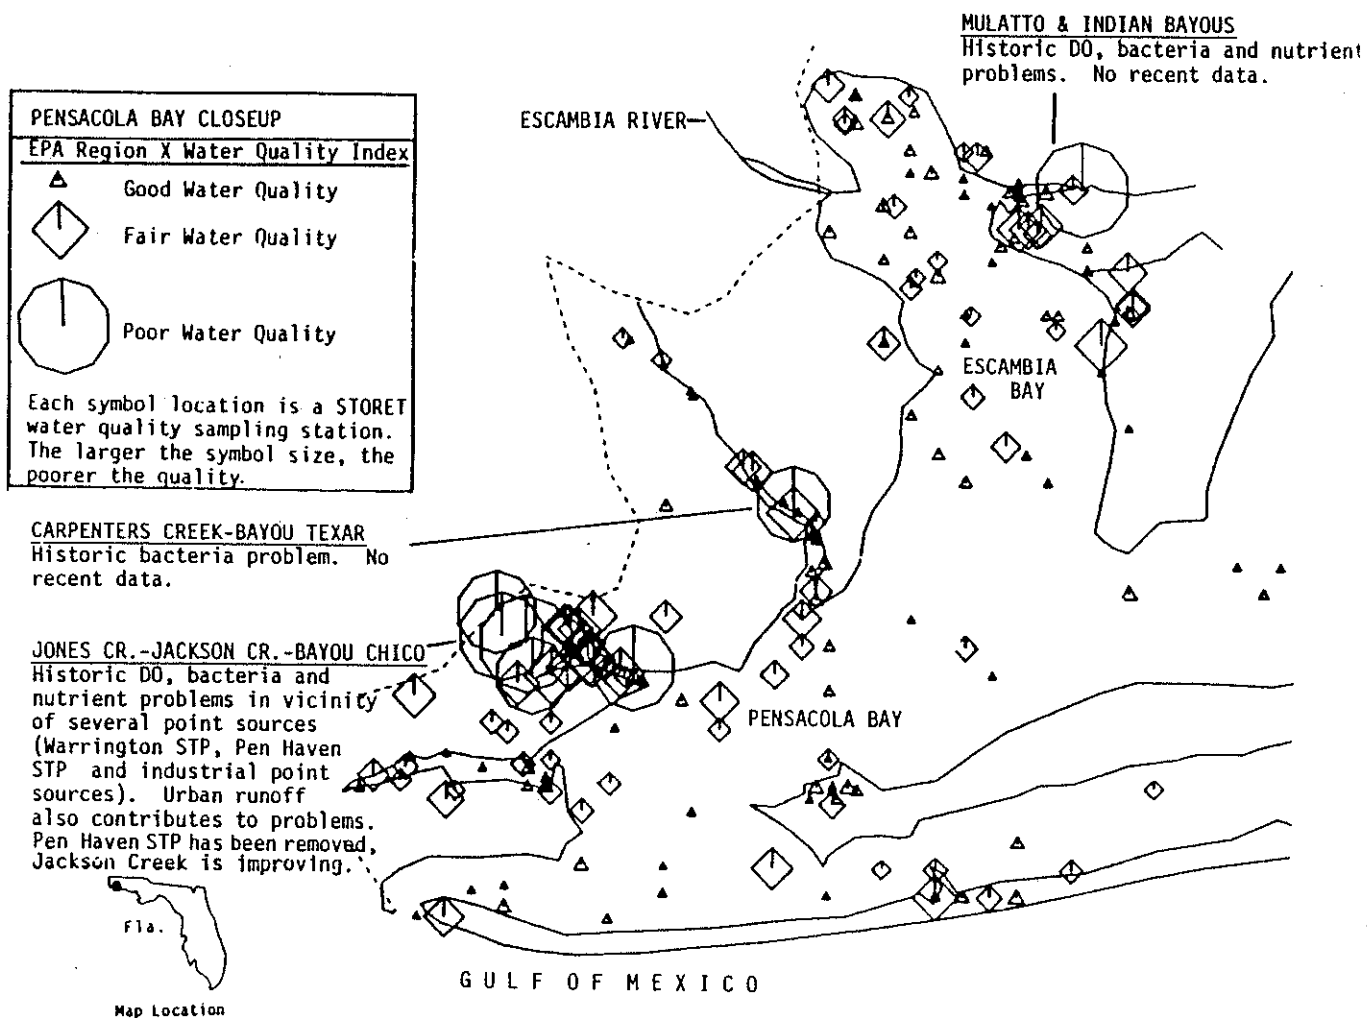 MULATTO & INDIAN BAYOUS
Historic DO, bacteria and nutrient
problems. No recent data.
PENSACOLA BAY CLOSEUP
EPA Region X Water Quality Index
Good Water Quality
Fair Water Quality
Poor Water Quality
Each symbol location is a STORET
water quality sampling station.
The larger the symbol size, the
poorer the quality.
ESCAMBIA RIVER
ESCAMBIA
BAY
CARPENTERS CREEK-BAYOU TEXAR
Historic bacteria problem. No
recent data.
JONES CR.-JACKSON CR.-BAYOU CHICO
Historic DO, bacteria and
nutrient problems in vicinity
of several point sources
(Warrington STP, Pen Haven
STP and industrial point
sources). Urban runoff
also contributes to problems.
Pen Haven STP has been removed,
Jackson Creek is improving.
PENSACOLA BAY
Fla.
Map Location
GULF OF MEXICO